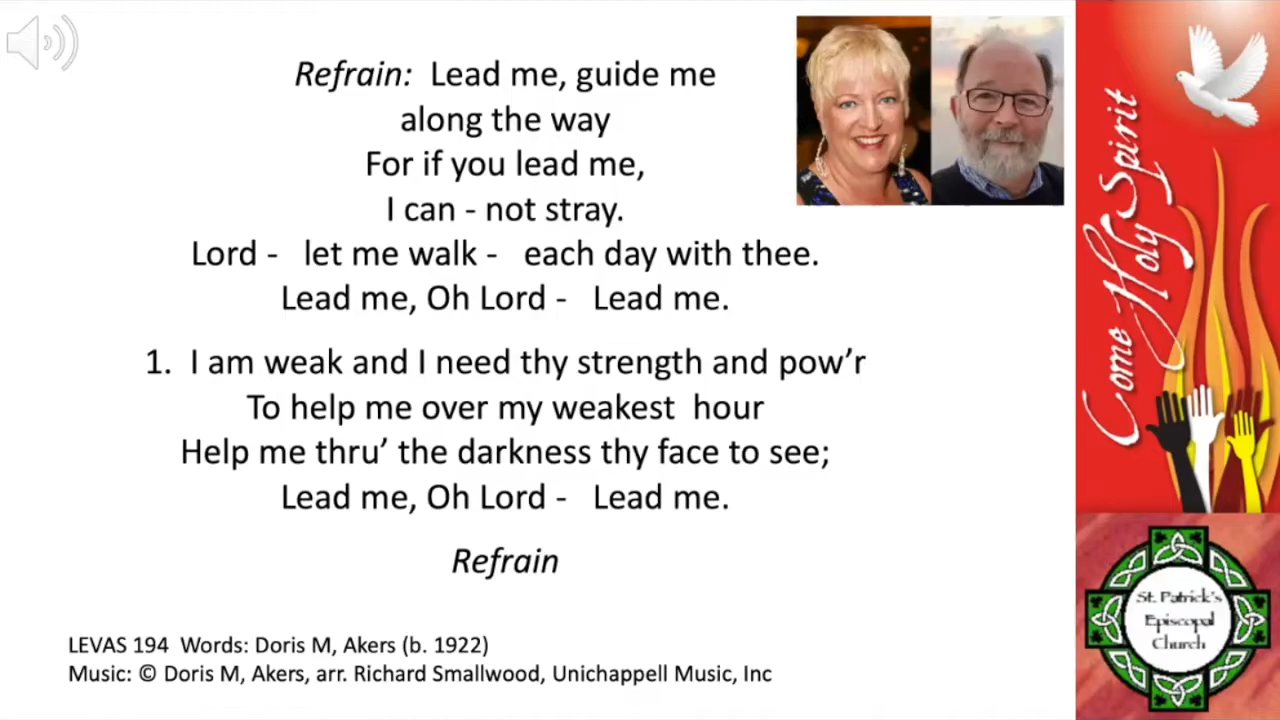 Refrain: Lead me, guide me
along the way
For if you lead me,
I can - not stray.
Lord - let me walk - each day with thee.
Lead me, Oh Lord - Lead me.
1. I am weak and I need thy strength and pow’r
To help me over my weakest hour
Help me thru’ the darkness thy face to see;
Lead me, Oh Lord - Lead me.
Refrain
LEVAS 194 Words: Doris M, Akers (b. 1922)
Music: © Doris M, Akers, arr. Richard Smallwood, Unichappell Music, Inc
Come Holy Spirit
St. Patrick's
Episcopal
Church